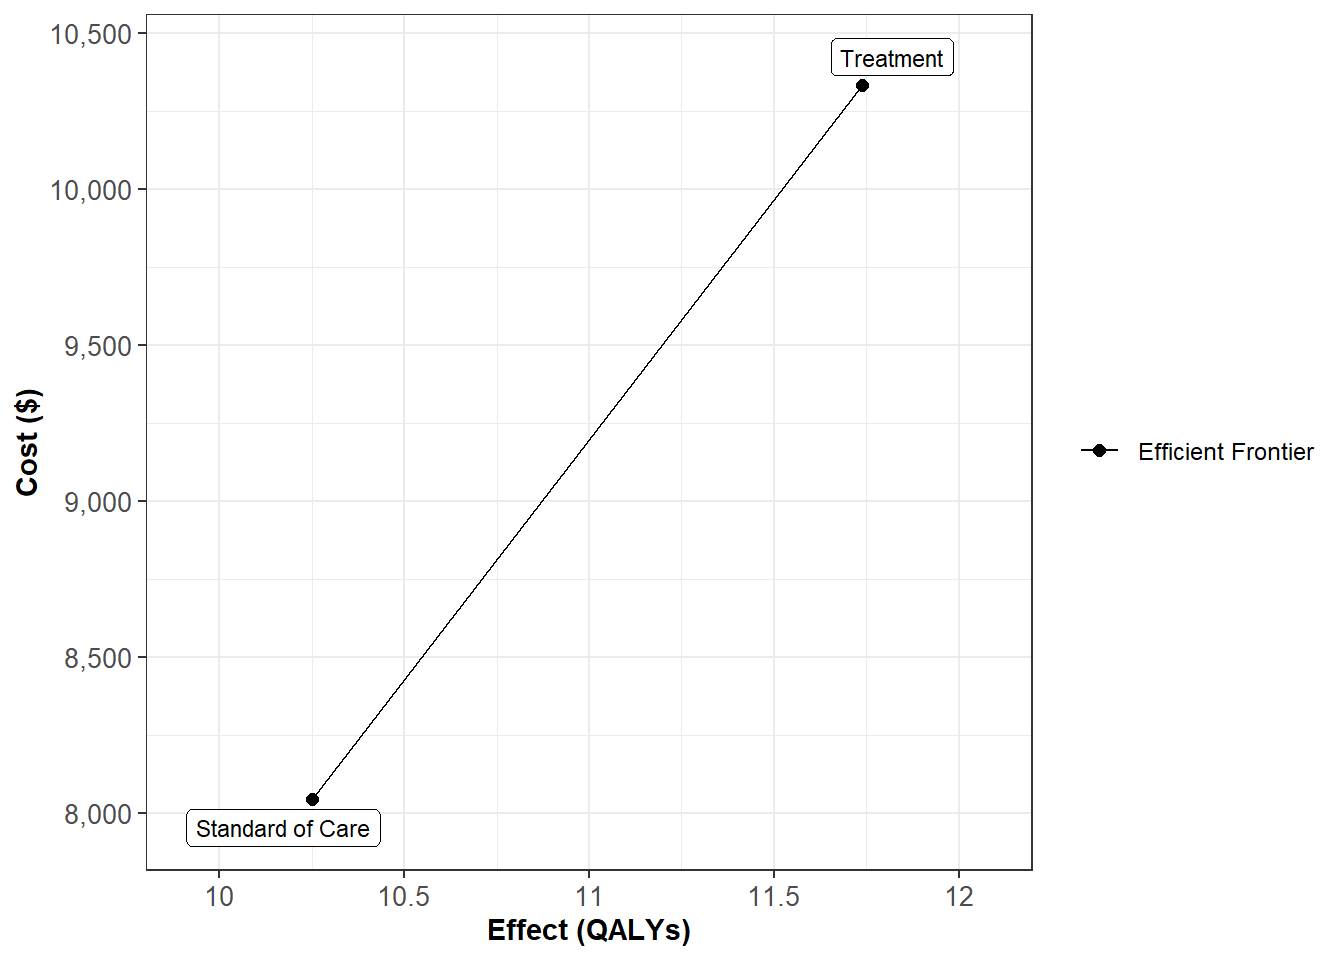 10,500
10,000
9,500
9,000
8,500
8,000
Cost ($)
Treatment
Standard of Care
10
10.5
11
11.5
12
Effect (QALYs)
Efficient Frontier